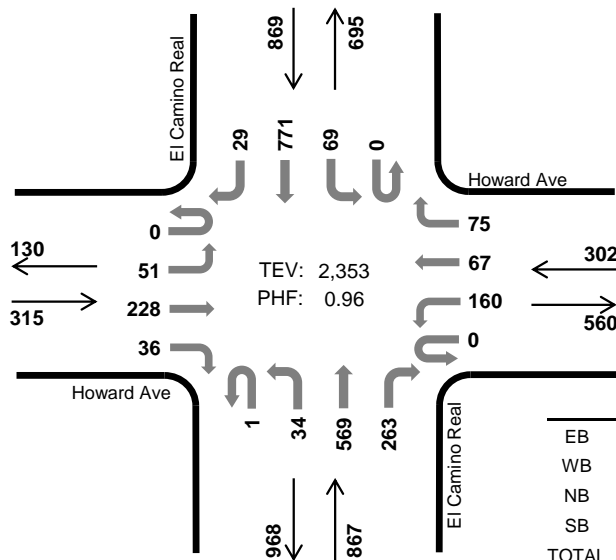 869
695
El Camino Real
29
771
69
0
Howard Ave
0
75
130
51
TEV: 2,353
67
302
315
228
PHF: 0.96
160
560
36
0
Howard Ave
1
34
569
263
El Camino Real
968
867
EB
WB
NB
SB
TOTAL